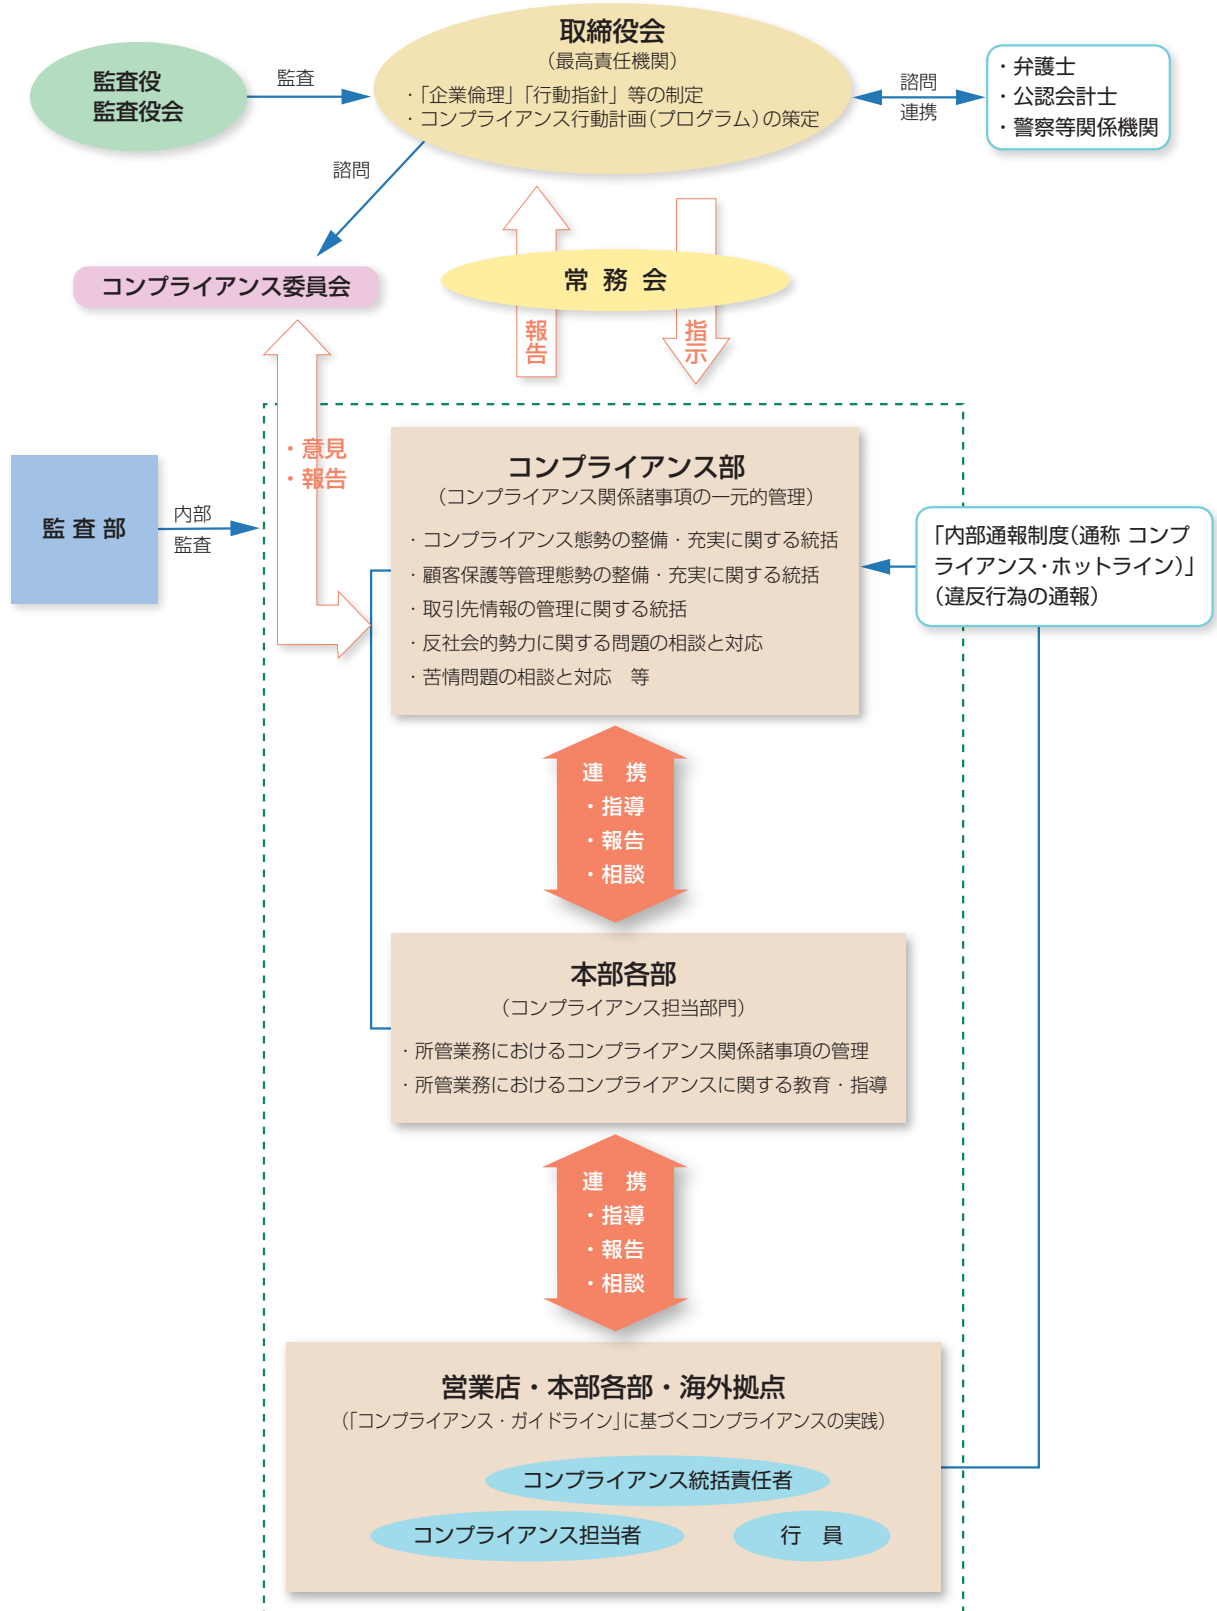 取締役会
（最高責任機関）
・「企業倫理」「行動指針」等の制定
・コンプライアンス行動計画（プログラム）の策定
監査役
監査役会
監査
諮問
連携
・弁護士
・公認会計士
・警察等関係機関
諮問
コンプライアンス委員会
常 務 会
報告
指示
・意見
・報告
監 査 部
内部
監査
コンプライアンス部
（コンプライアンス関係諸事項の一元的管理）
・コンプライアンス態勢の整備・充実に関する統括
・顧客保護等管理態勢の整備・充実に関する統括
・取引先情報の管理に関する統括
・反社会的勢力に関する問題の相談と対応
・苦情問題の相談と対応　等
「内部通報制度（通称 コンプ
ライアンス・ホットライン）」
（違反行為の通報）
連　携
・指導
・報告
・相談
本部各部
（コンプライアンス担当部門）
・所管業務におけるコンプライアンス関係諸事項の管理
・所管業務におけるコンプライアンスに関する教育・指導
連　携
・指導
・報告
・相談
営業店・本部各部・海外拠点
（「コンプライアンス・ガイドライン」に基づくコンプライアンスの実践）
コンプライアンス統括責任者
コンプライアンス担当者
行　員